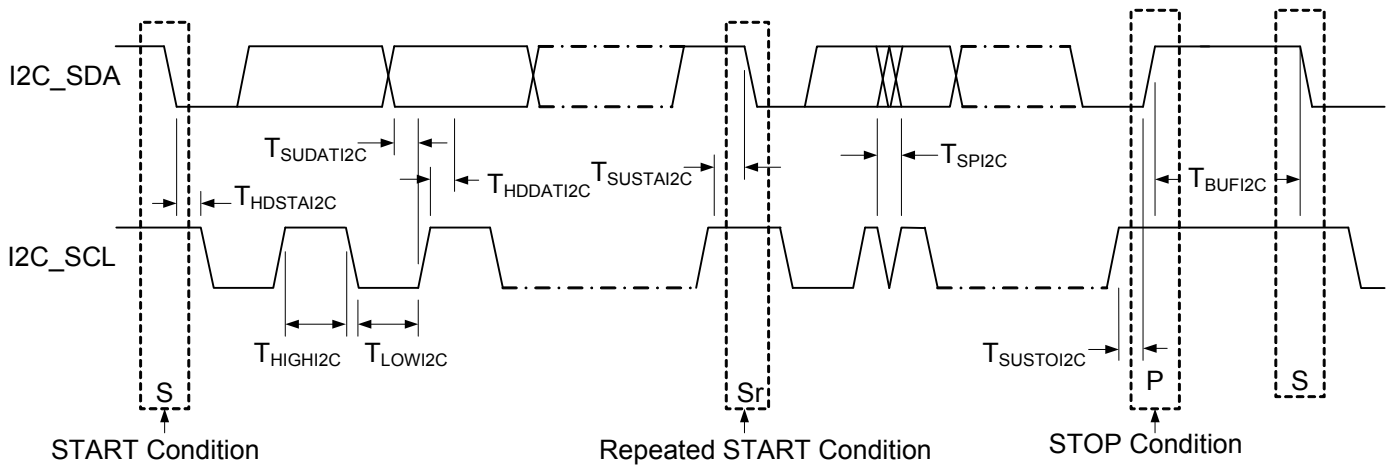 I2C_SDA
TSUDATI2C
THDDATI2C
TSUSTAI2C
TSPI2C
TBUFI2C
THDSTAI2C
I2C_SCL
THIGHI2C
TLOWI2C
TSUSTOI2C
S
Sr
P
S
START Condition
Repeated START Condition
STOP Condition